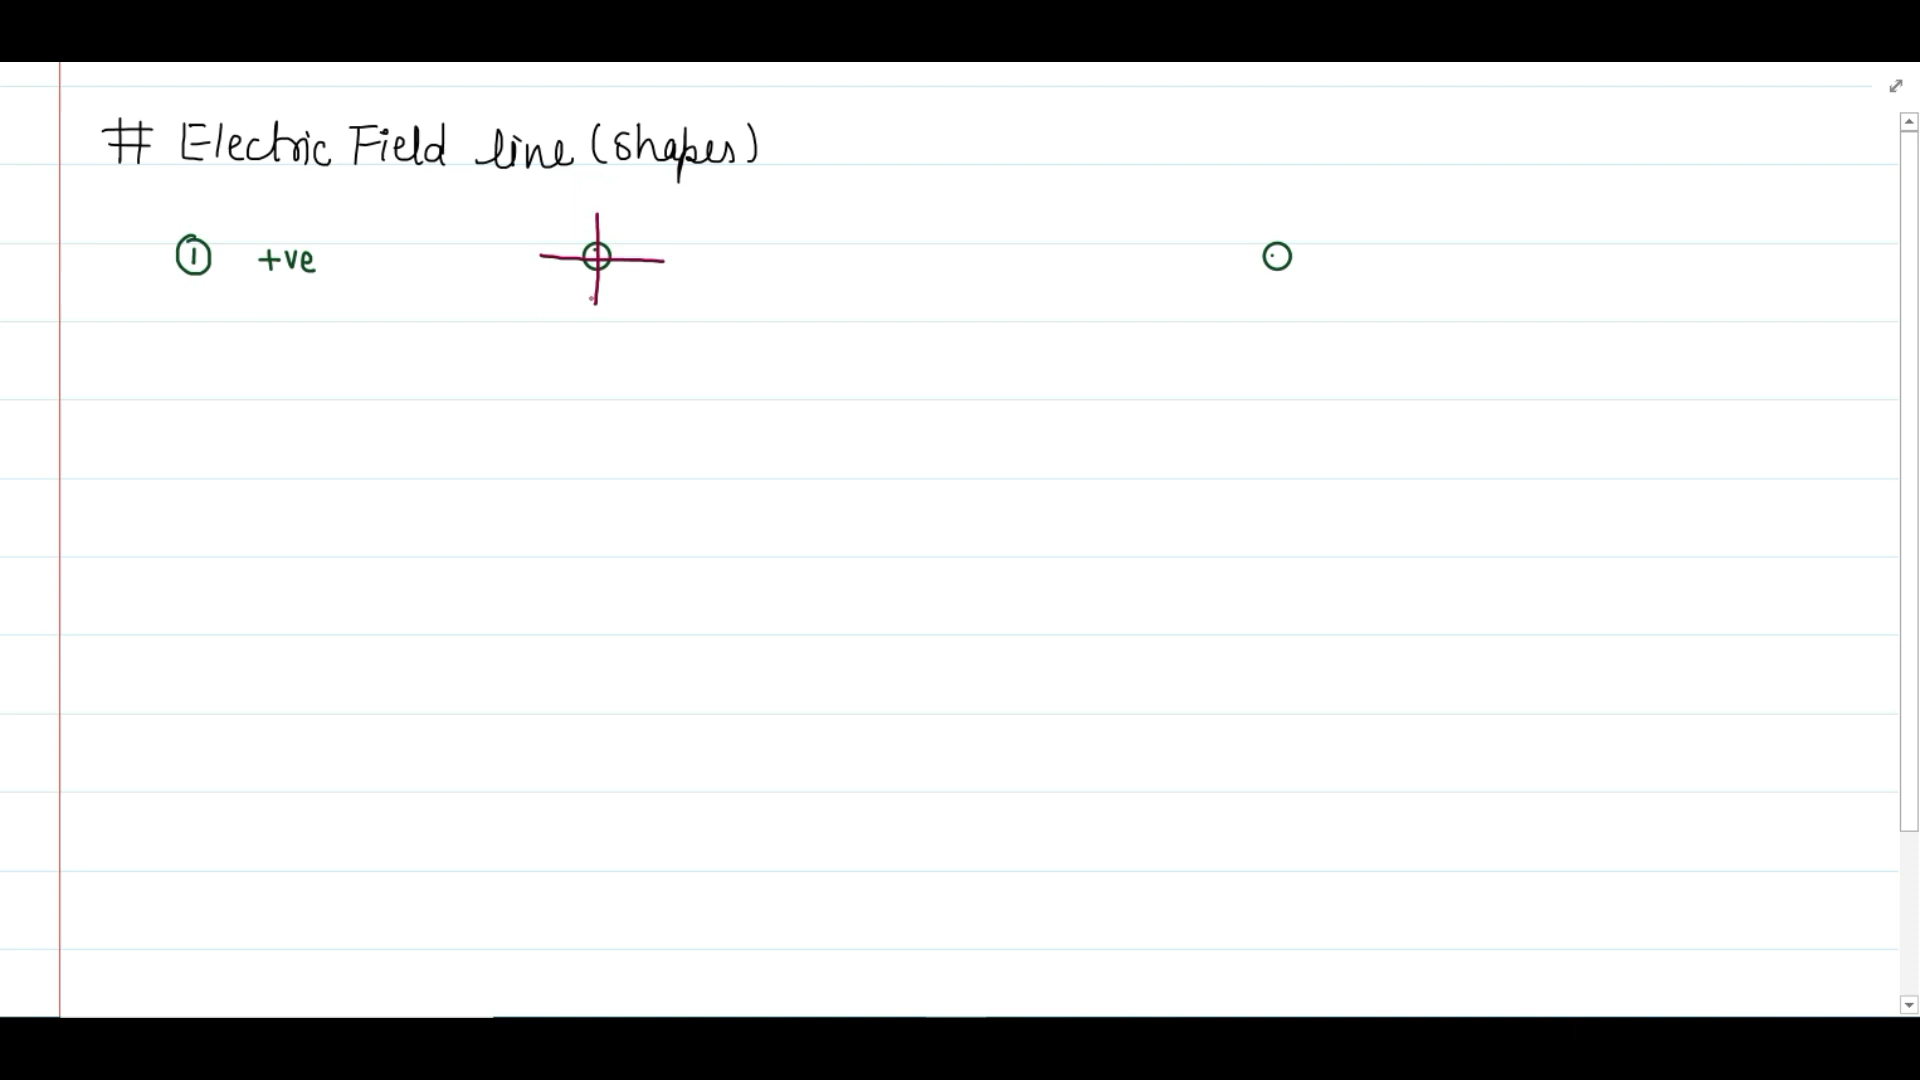 # Electric Field line (shapes)
① +ve